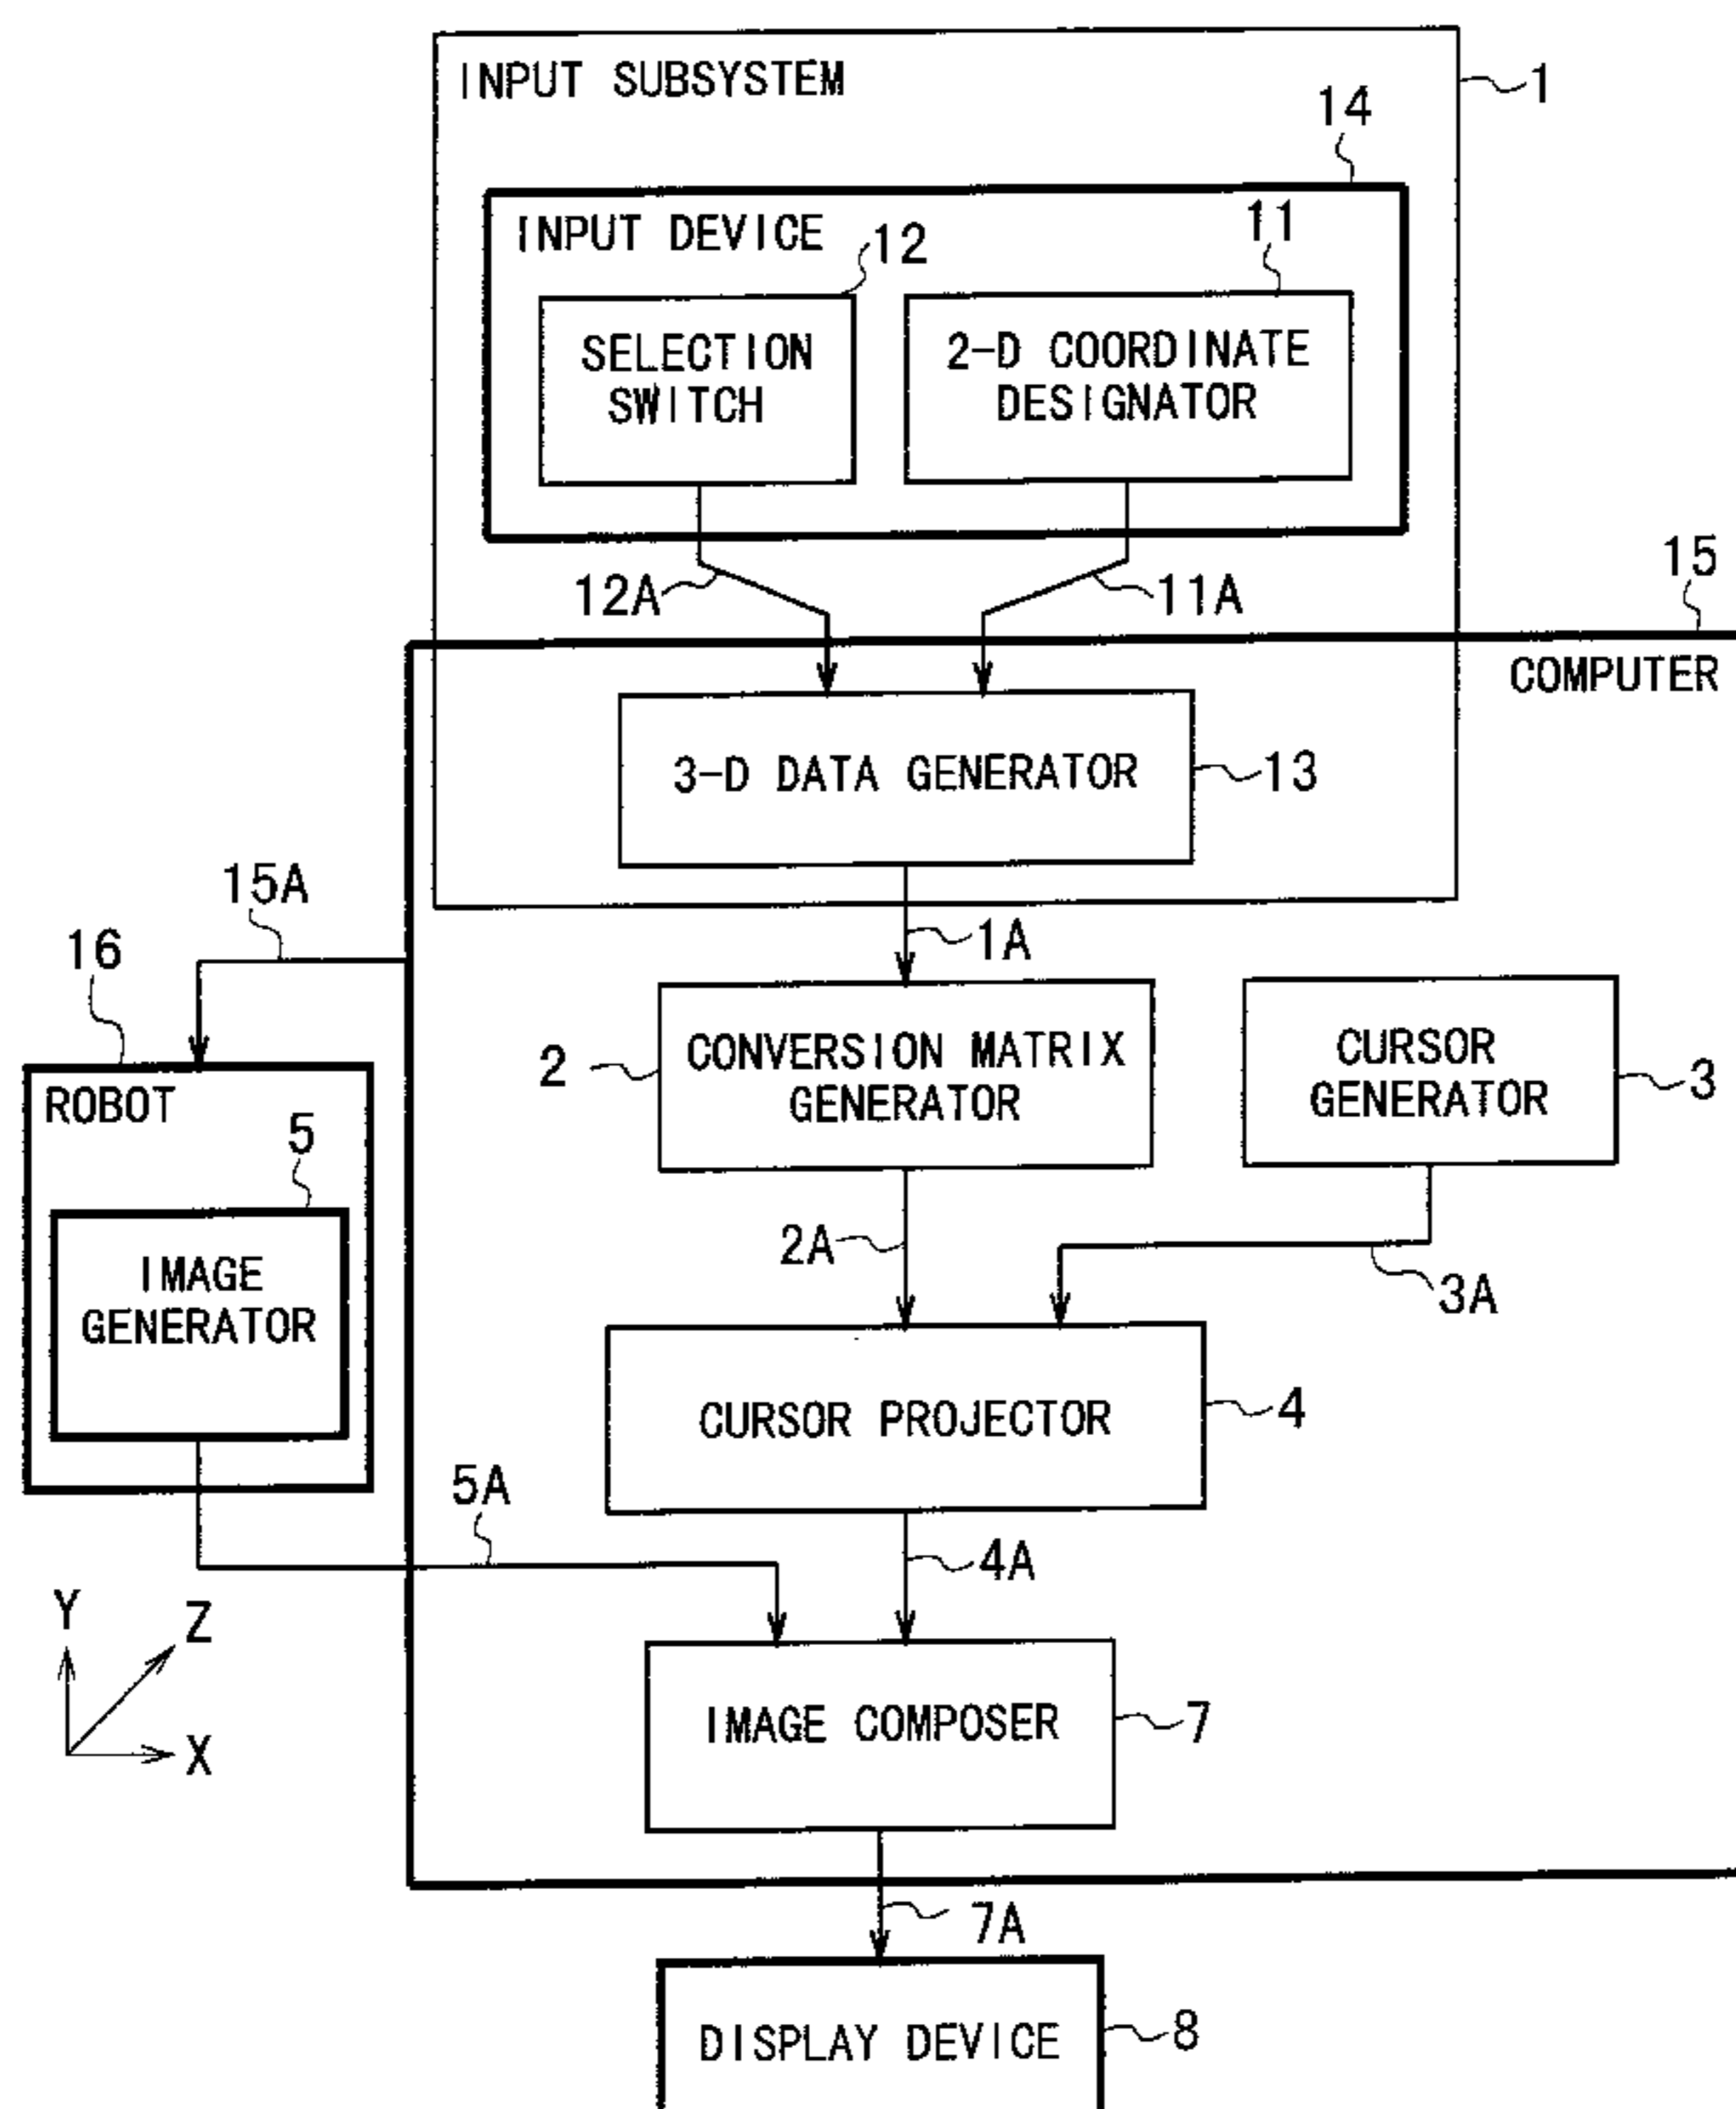 INPUT SUBSYSTEM
1
14
INPUT DEVICE
12
11
SELECTION
SWITCH
2-D COORDINATE
DESIGNATOR
12A
11A
15
COMPUTER
3-D DATA GENERATOR
13
15A
1A
16
ROBOT
2
CONVERSION MATRIX
GENERATOR
CURSOR
GENERATOR
3
5
IMAGE
GENERATOR
2A
3A
CURSOR PROJECTOR
4
5A
4A
Y
Z
X
IMAGE COMPOSER
7
7A
DISPLAY DEVICE
8